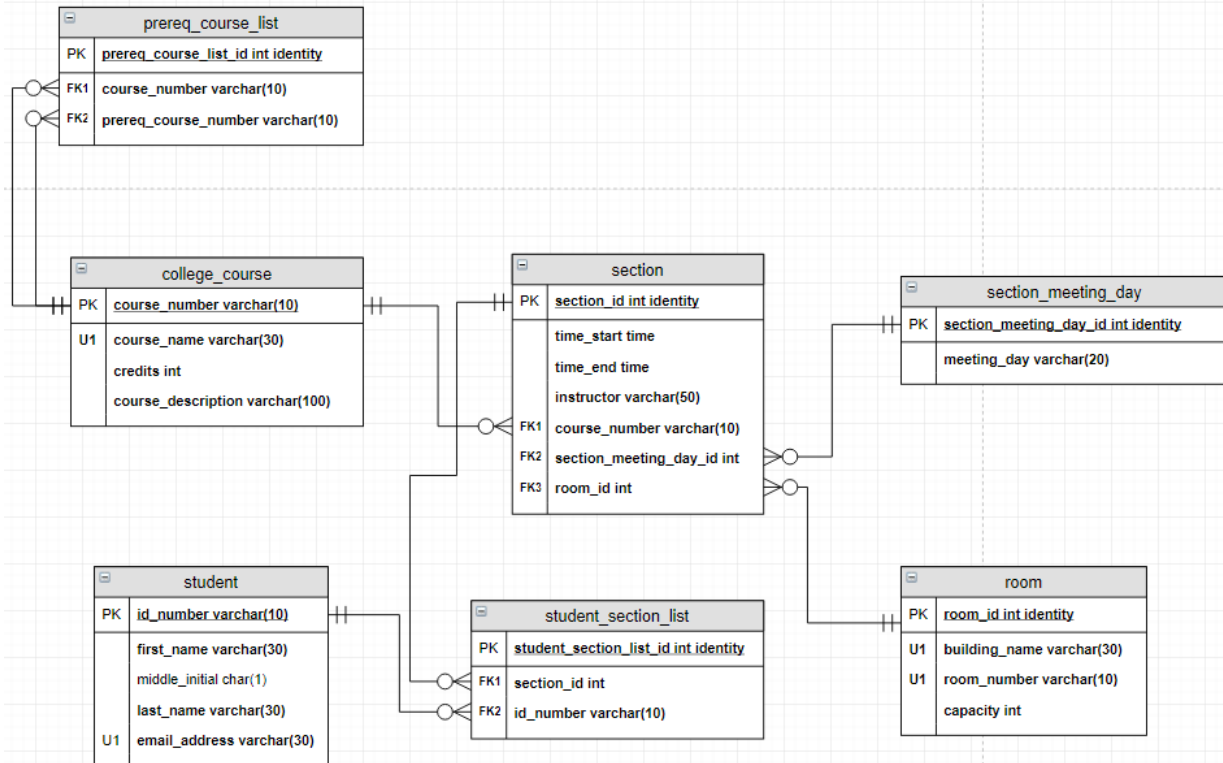 prereq_course_list
PK prereq_course_list_id int identity
FK1 course_number varchar(10)
FK2 prereq_course_number varchar(10)
college_course
PK course_number varchar(10)
U1 course_name varchar(30)
credits int
course_description varchar(100)
section
PK section_id int identity
time_start time
time_end time
instructor varchar(50)
FK1 course_number varchar(10)
FK2 section_meeting_day_id int
FK3 room_id int
section_meeting_day
PK section_meeting_day_id int identity
meeting_day varchar(20)
student
PK id_number varchar(10)
first_name varchar(30)
middle_initial char(1)
last_name varchar(30)
U1 email_address varchar(30)
student_section_list
PK student_section_list_id int identity
FK1 section_id int
FK2 id_number varchar(10)
room
PK room_id int identity
U1 building_name varchar(30)
U1 room_number varchar(10)
capacity int